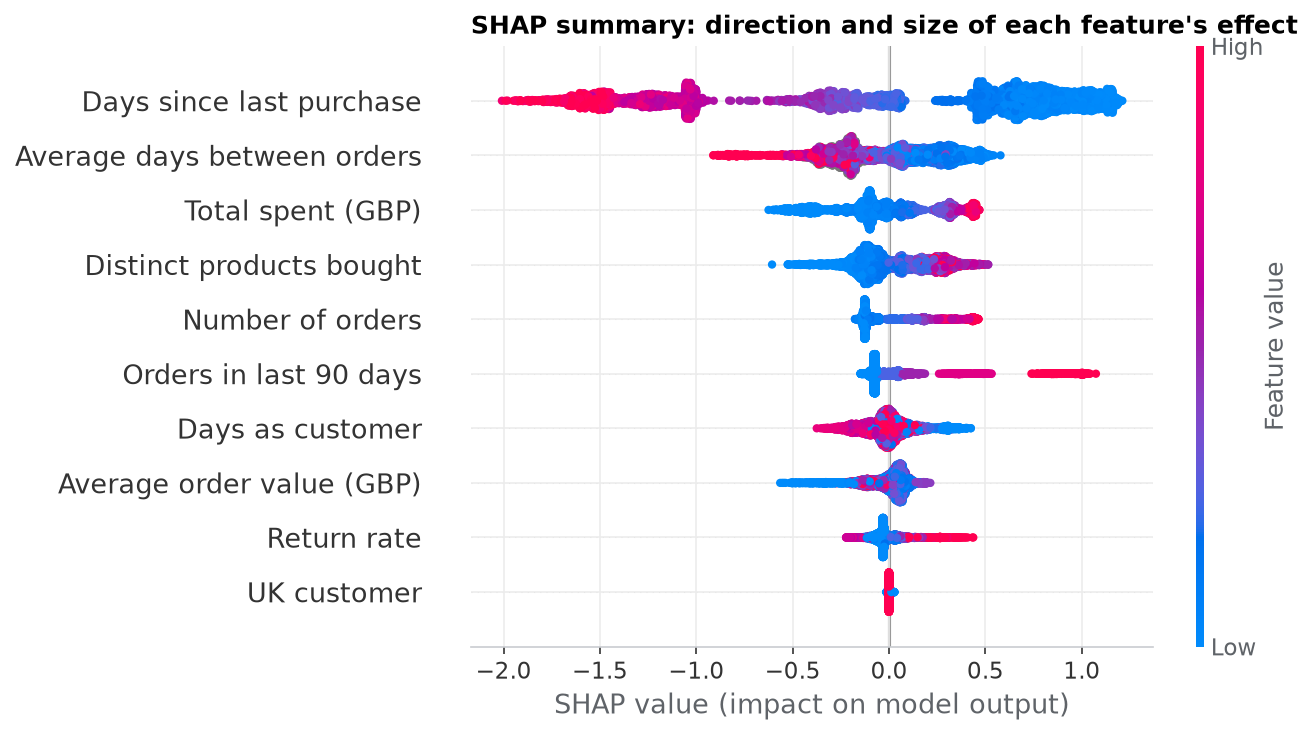 SHAP summary: direction and size of each feature's effect
High
Days since last purchase
Average days between orders
Total spent (GBP)
Distinct products bought
Number of orders
Orders in last 90 days
Days as customer
Average order value (GBP)
Return rate
UK customer
Feature value
Low
−2.0 −1.5 −1.0 −0.5 0.0 0.5 1.0
SHAP value (impact on model output)